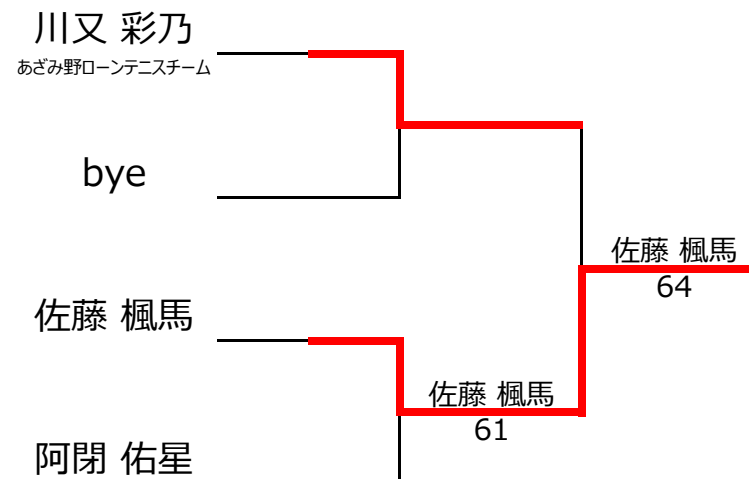 川又 彩乃
あざみ野ローンテニスチーム
bye
佐藤 楓馬
64
佐藤 楓馬
佐藤 楓馬
61
阿閉 佑星